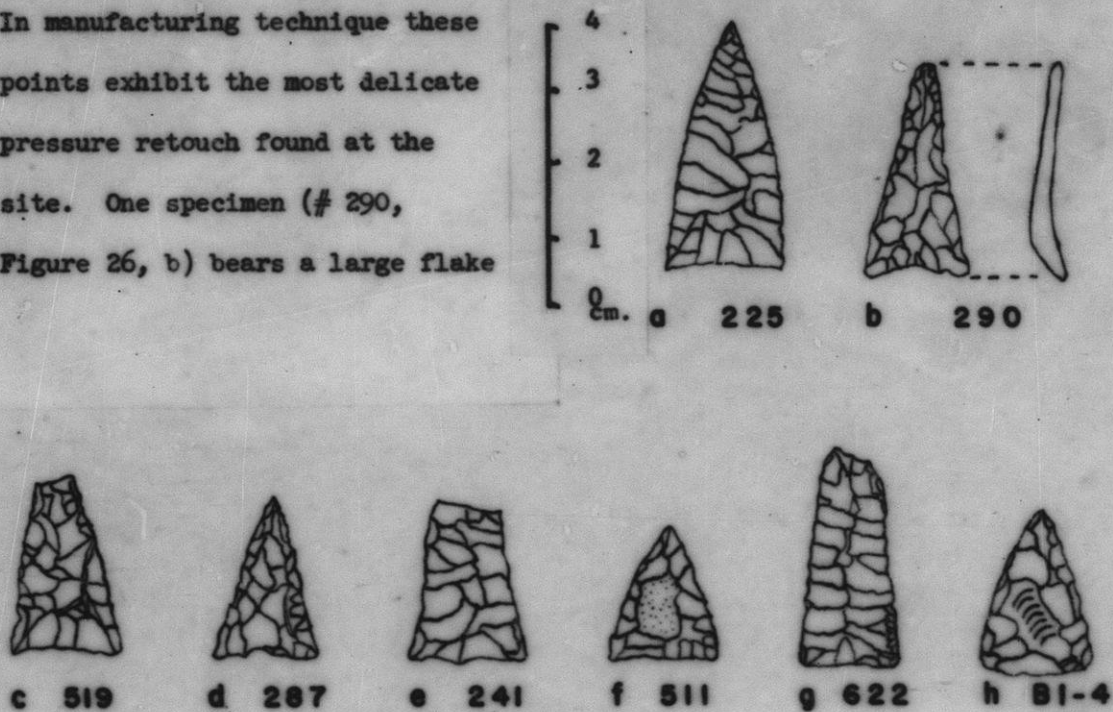 In manufacturing technique these
points exhibit the most delicate
pressure retouch found at the
site. One specimen (# 290,
Figure 26, b) bears a large flake
4
3
2
1
0
cm.
a 225
b 290
c 519
d 287
e 241
f 511
g 622
h B1-4